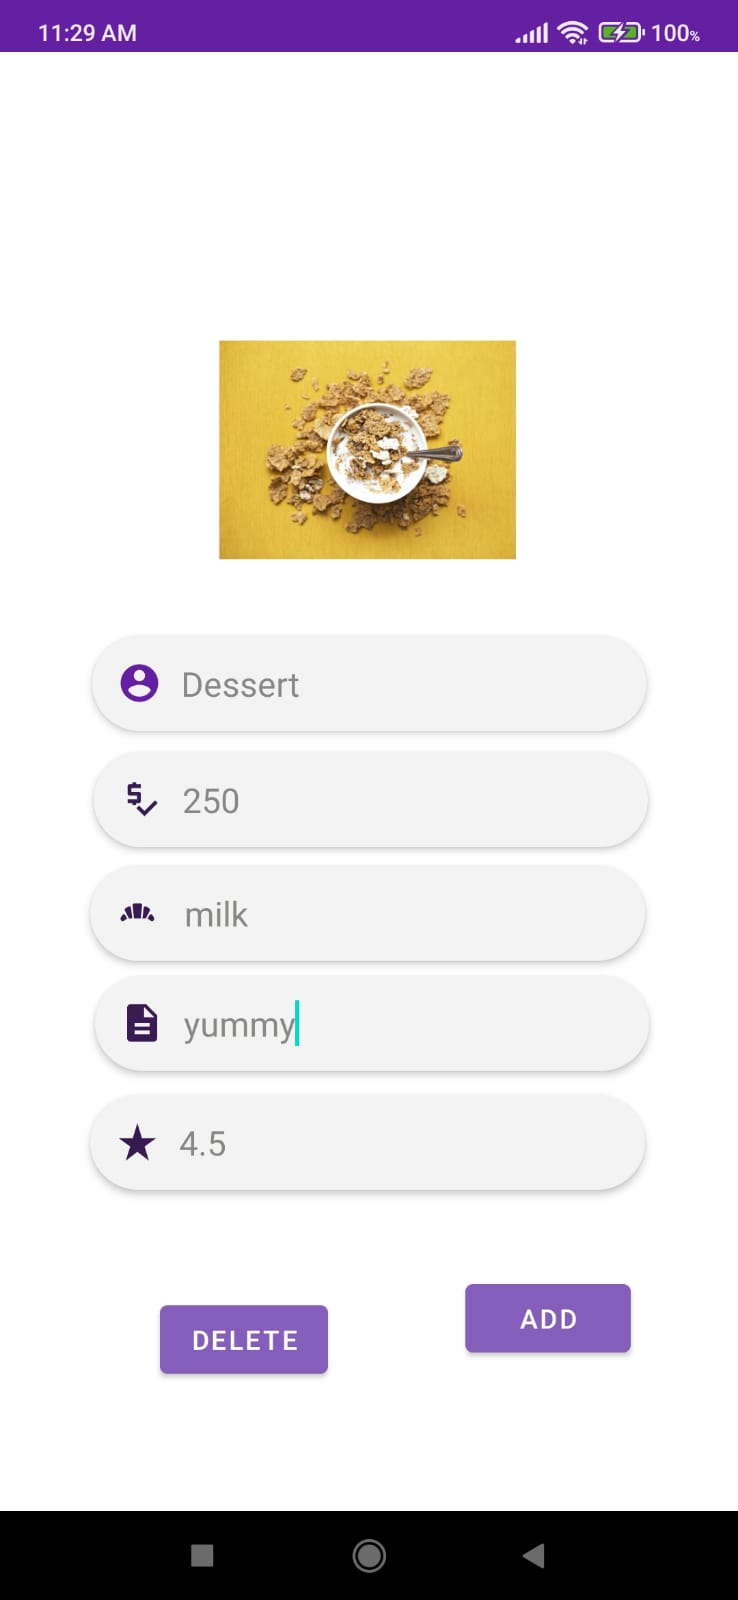 11:29 AM 100%
Dessert
250
milk
yummy
4.5
DELETE
ADD